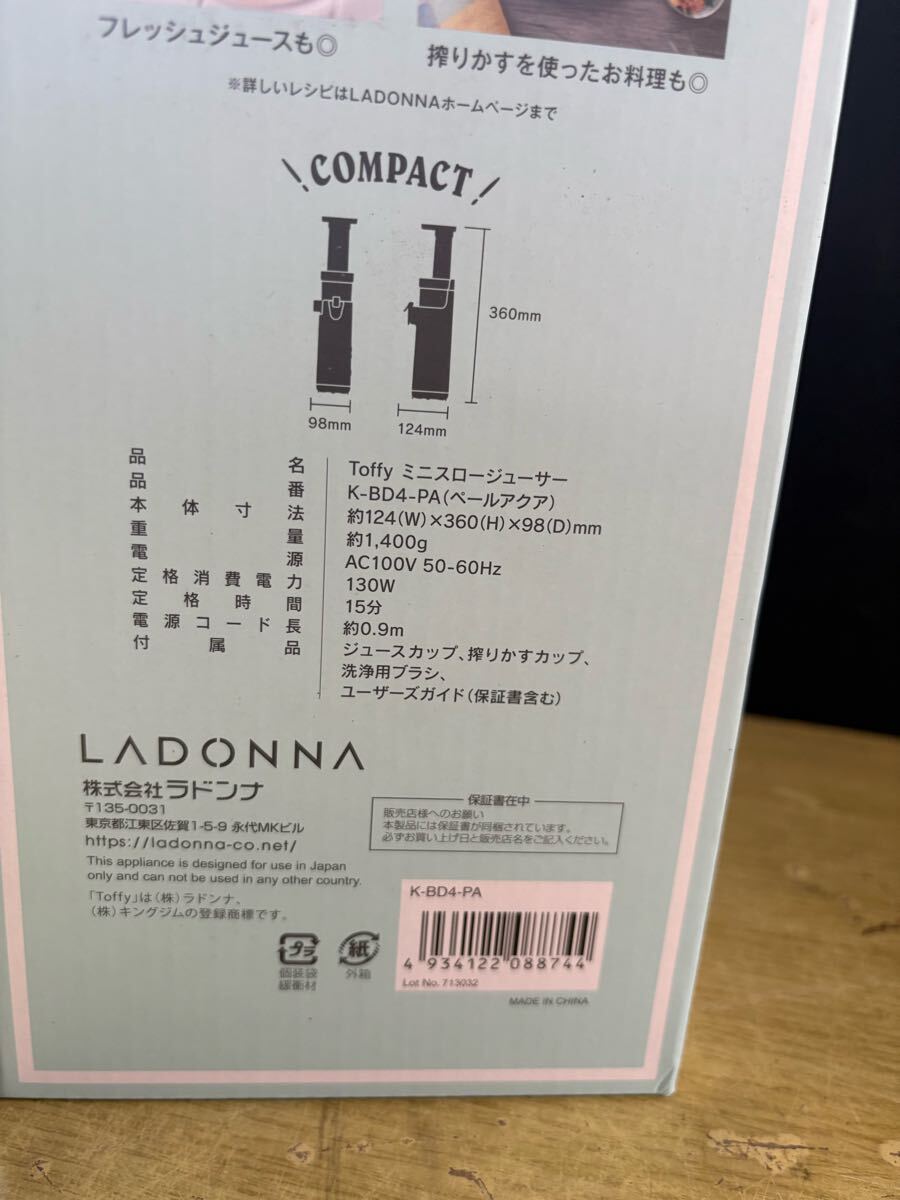 フレッシュジュースも◎
搾りかすを使ったお料理も◎
※詳しいレシピはLADONNAホームページまで
COMPACT
360mm
98mm
124mm
品名 Toffy ミニスロージューサー
品番 K-BD4-PA(ペールアクア)
本体寸法 約124(W)×360(H)×98(D)mm
重量 約1,400g
電源 AC100V 50-60Hz
定格消費電力 130W
定格時間 15分
電源コード長 約0.9m
付属品 ジュースカップ、搾りかすカップ、
洗浄用ブラシ、
ユーザーズガイド(保証書含む)
LADONNA
株式会社ラドンナ
〒135-0031
東京都江東区佐賀1-5-9 永代MKビル
https://ladonna-co.net/
This appliance is designed for use in Japan
only and can not be used in any other country.
「Toffy」は(株)ラドンナ、
(株)キングジムの登録商標です。
保証書在中
販売店様へのお願い
本製品には保証書が同梱されています。
必ずお買い上げ日と販売店名をご記入ください。
K-BD4-PA
4 934122 088744
Lot No. 713032
MADE IN CHINA
プラ
個装袋
緩衝材
紙
外箱